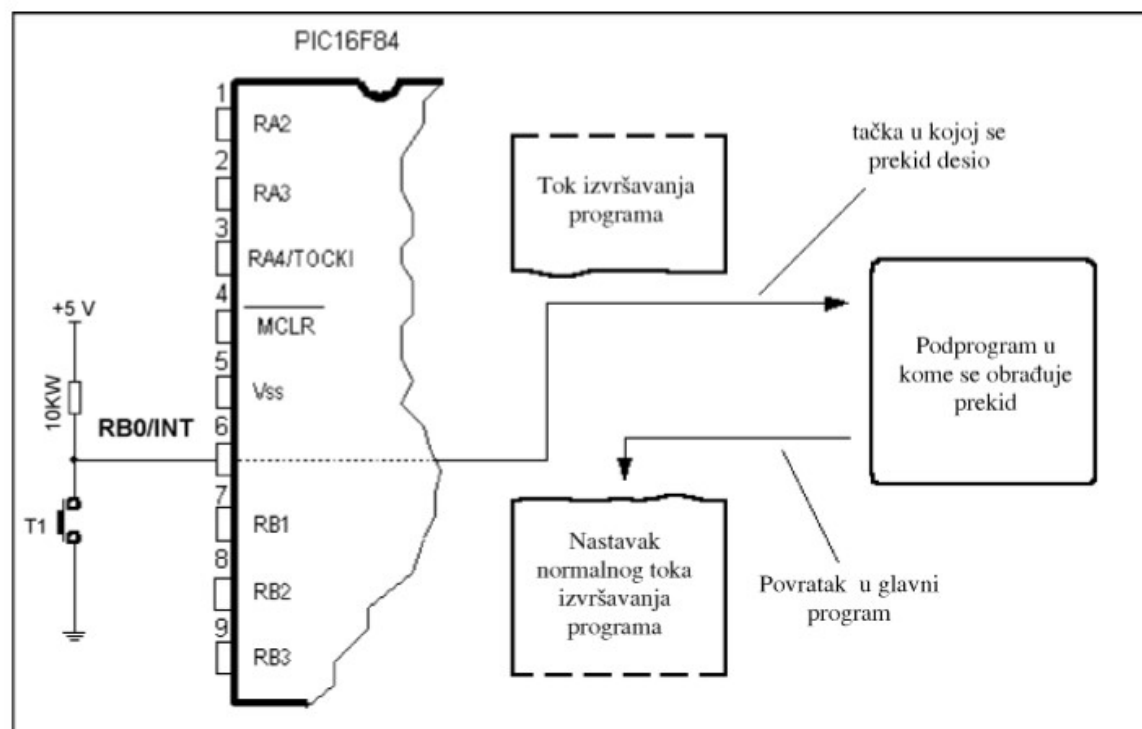 PIC16F84
1
RA2
2
RA3
3
RA4/TOCKI
4
MCLR
5
Vss
6
7
RB1
8
RB2
9
RB3
+5 V
10KW
RB0/INT
T1
Tok izvršavanja
programa
tačka u kojoj se
prekid desio
Podprogram u
kome se obrađuje
prekid
Nastavak
normalnog toka
izvršavanja
programa
Povratak u glavni
program